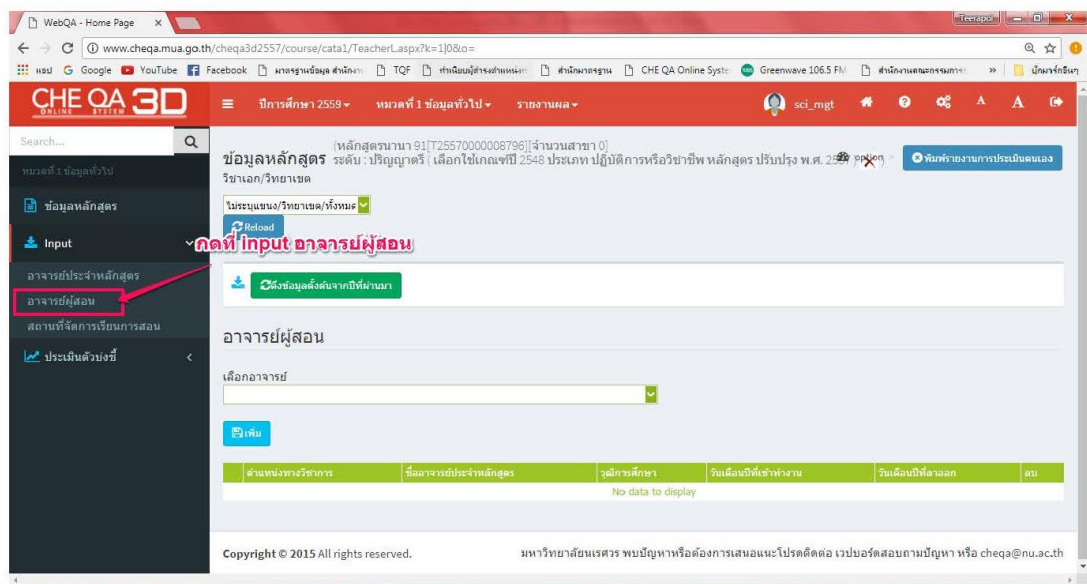 WebQA - Home Page
Teerapol
www.cheqa.mua.go.th/cheqa3d2557/course/cata1/TeacherL.aspx?k=1|0&o=
แอป Google YouTube Facebook มาตรฐานข้อมูล สำนักงา TQF ทำเนียบผู้ดำรงตำแหน่ง สำนักมาตรฐาน CHE QA Online Syste Greenwave 106.5 FM สำนักงานคณะกรรมการ » บุ๊กมาร์กอื่นๆ
CHE QA 3D
ONLINE SYSTEM
ปีการศึกษา 2559 หมวดที่ 1 ข้อมูลทั่วไป รายงานผล sci_mgt A A
Search...
หมวดที่ 1 ข้อมูลทั่วไป
ข้อมูลหลักสูตร
Input
อาจารย์ประจำหลักสูตร
อาจารย์ผู้สอน
สถานที่จัดการเรียนการสอน
ประเมินตัวบ่งชี้
(หลักสูตรนานา 91[T25570000008796][จำนวนสาขา 0]
ข้อมูลหลักสูตร ระดับ : ปริญญาตรี ( เลือกใช้เกณฑ์ปี 2548 ประเภท ปฏิบัติการหรือวิชาชีพ หลักสูตร ปรับปรุง พ.ศ. option
วิชาเอก/วิทยาเขต
พิมพ์รายงานการประเมินตนเอง
ไม่ระบุแขนง/วิทยาเขต/ทั้งหมด
Reload
กดที่ Input อาจารย์ผู้สอน
ดึงข้อมูลตั้งต้นจากปีที่ผ่านมา
อาจารย์ผู้สอน
เลือกอาจารย์
เพิ่ม
ตำแหน่งทางวิชาการ ชื่ออาจารย์ประจำหลักสูตร วุฒิการศึกษา วันเดือนปีที่เข้าทำงาน วันเดือนปีที่ลาออก ลบ
No data to display
Copyright © 2015 All rights reserved. มหาวิทยาลัยนเรศวร พบปัญหาหรือต้องการเสนอแนะโปรดติดต่อ เวปบอร์ดสอบถามปัญหา หรือ cheqa@nu.ac.th